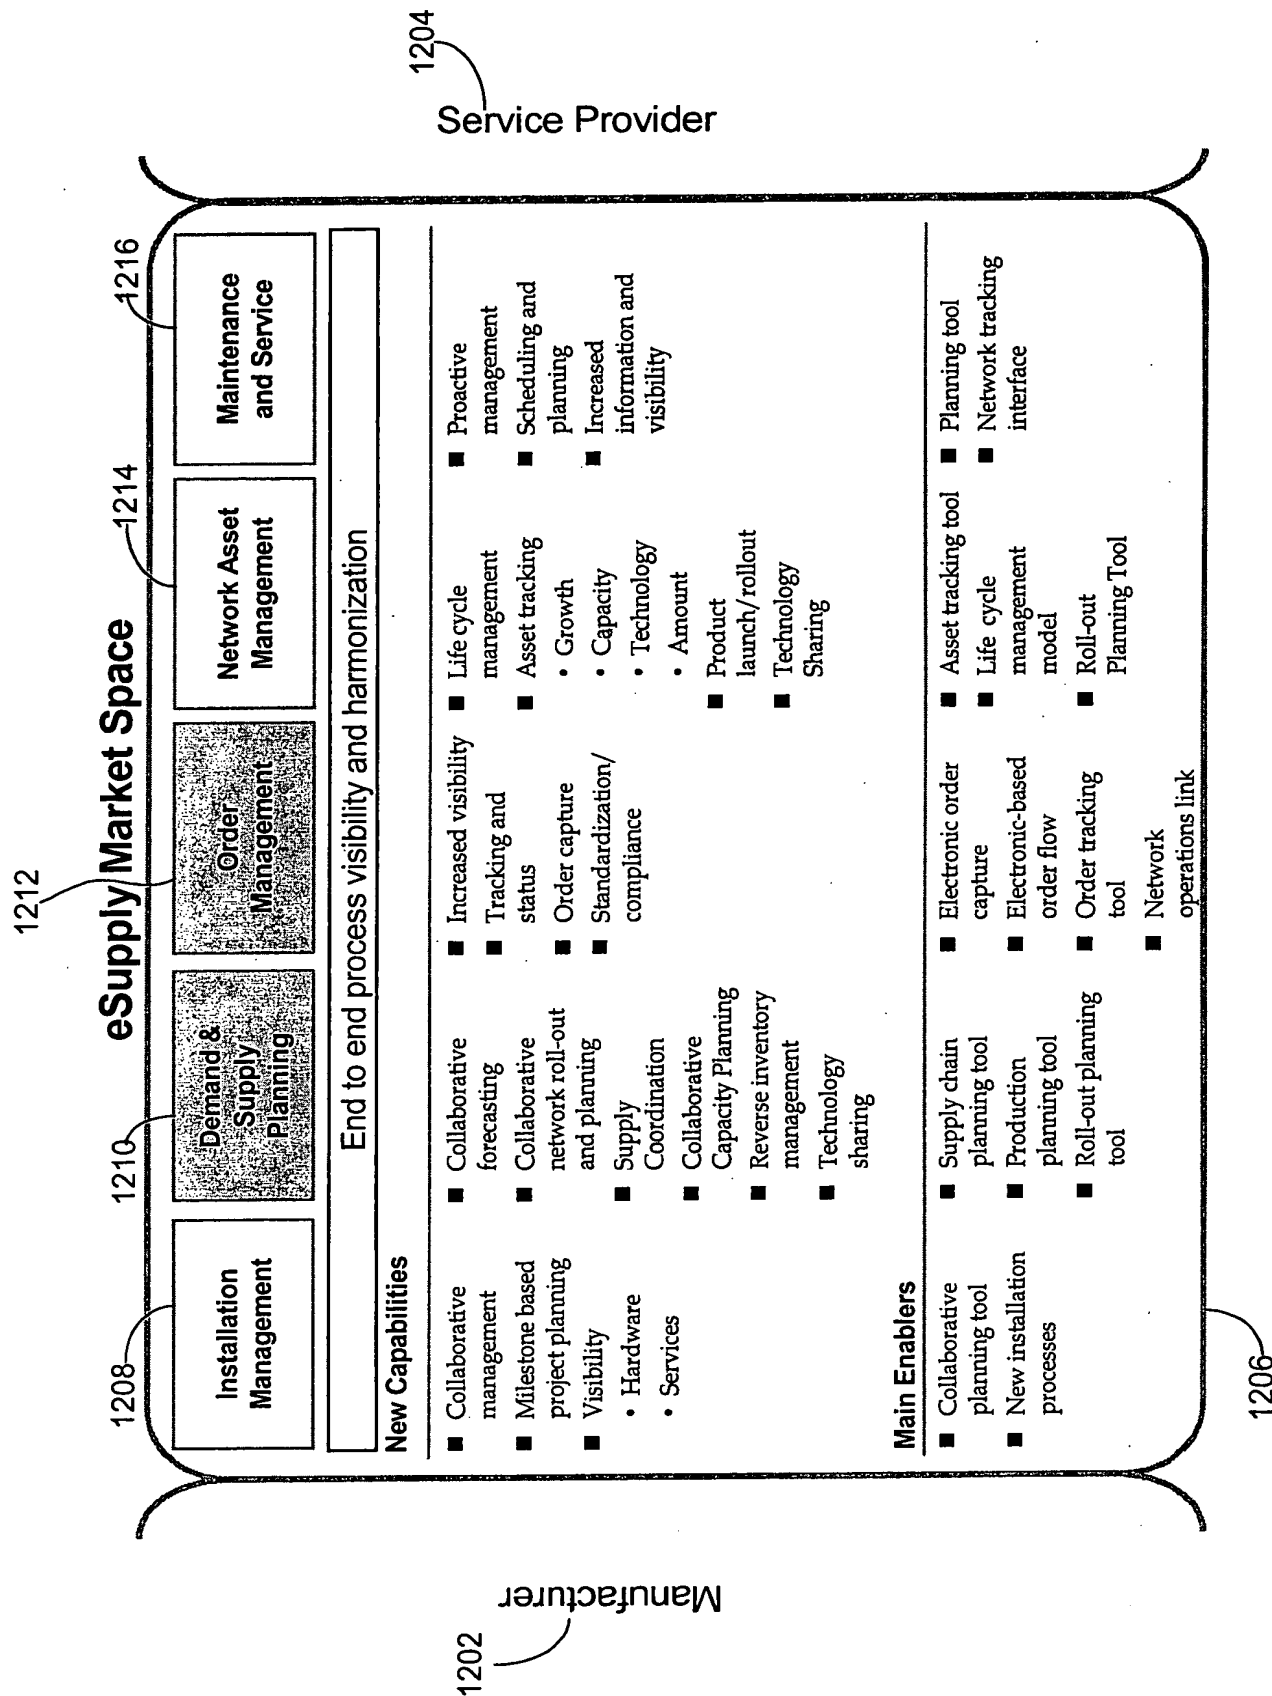 eSupply Market Space
1202
Manufacturer
1204
Service Provider
1206
1208
Installation
Management
1210
Demand &
Supply
Planning
1212
Order
Management
1214
Network Asset
Management
1216
Maintenance
and Service
End to end process visibility and harmonization
New Capabilities
■ Collaborative
management
■ Milestone based
project planning
■ Visibility
• Hardware
• Services
■ Collaborative
forecasting
■ Collaborative
network roll-out
and planning
■ Supply
Coordination
■ Collaborative
Capacity Planning
■ Reverse inventory
management
■ Technology
sharing
■ Increased visibility
■ Tracking and
status
■ Order capture
■ Standardization/
compliance
■ Life cycle
management
■ Asset tracking
• Growth
• Capacity
• Technology
• Amount
■ Product
launch/rollout
■ Technology
Sharing
■ Proactive
management
■ Scheduling and
planning
■ Increased
information and
visibility
Main Enablers
■ Collaborative
planning tool
■ New installation
processes
■ Supply chain
planning tool
■ Production
planning tool
■ Roll-out planning
tool
■ Electronic order
capture
■ Electronic-based
order flow
■ Order tracking
tool
■ Network
operations link
■ Asset tracking tool
■ Life cycle
management
model
■ Roll-out
Planning Tool
■ Planning tool
■ Network tracking
interface